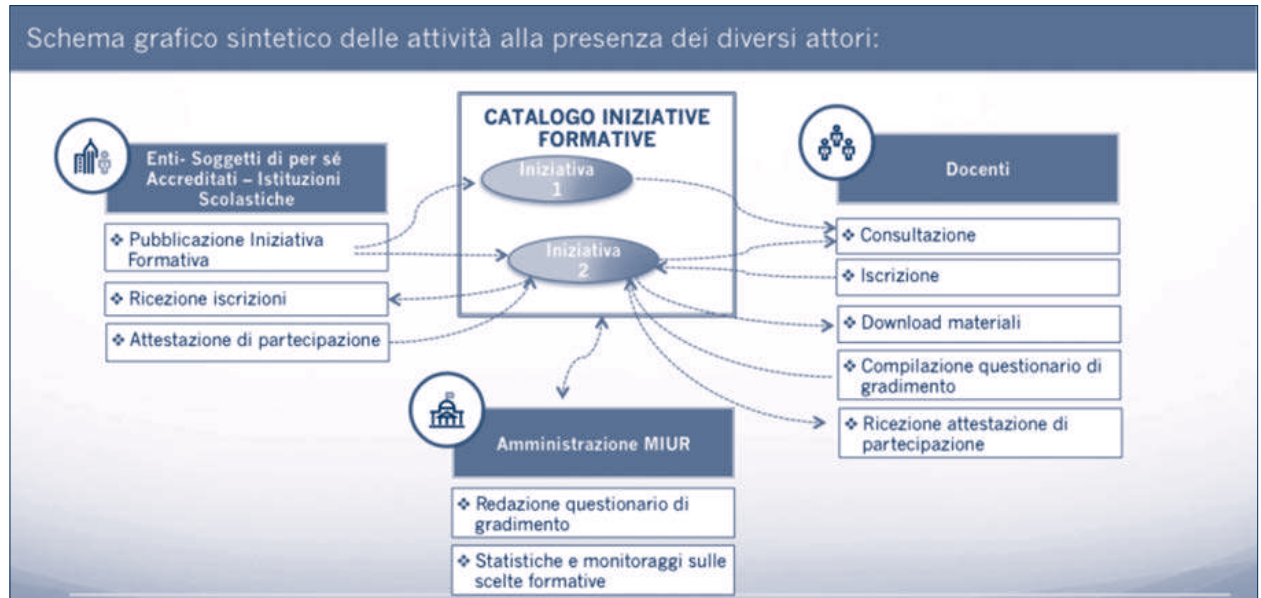 Schema grafico sintetico delle attività alla presenza dei diversi attori:
Enti- Soggetti di per sé
Accreditati – Istituzioni
Scolastiche
❖ Pubblicazione Iniziativa
Formativa
❖ Ricezione iscrizioni
❖ Attestazione di partecipazione
CATALOGO INIZIATIVE
FORMATIVE
Iniziativa
1
Iniziativa
2
Docenti
❖ Consultazione
❖ Iscrizione
❖ Download materiali
❖ Compilazione questionario di
gradimento
❖ Ricezione attestazione di
partecipazione
Amministrazione MIUR
❖ Redazione questionario di
gradimento
❖ Statistiche e monitoraggi sulle
scelte formative